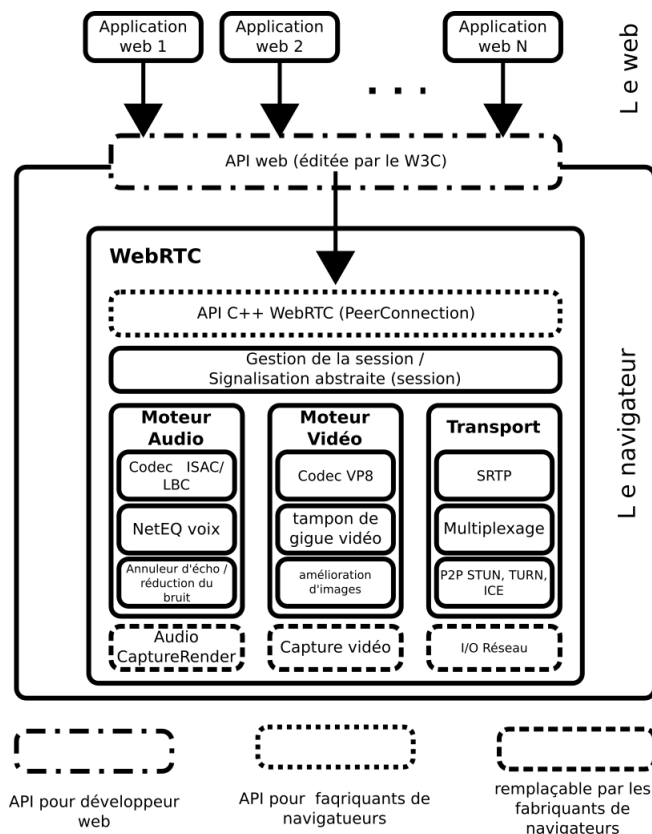 Application
web 1
Application
web 2
Application
web N
. . .
L e web
API web (éditée par le W3C)
WebRTC
API C++ WebRTC (PeerConnection)
Gestion de la session /
Signalisation abstraite (session)
Moteur
Audio
Codec ISAC/
LBC
NetEQ voix
Annuleur d'écho /
réduction du
bruit
Audio
CaptureRender
Moteur
Vidéo
Codec VP8
tampon de
gigue vidéo
amélioration
d'images
Capture vidéo
Transport
SRTP
Multiplexage
P2P STUN, TURN,
ICE
I/O Réseau
L e navigateur
API pour développeur
web
API pour faqriquants de
navigatueurs
remplaçable par les
fabriquants de
navigateurs